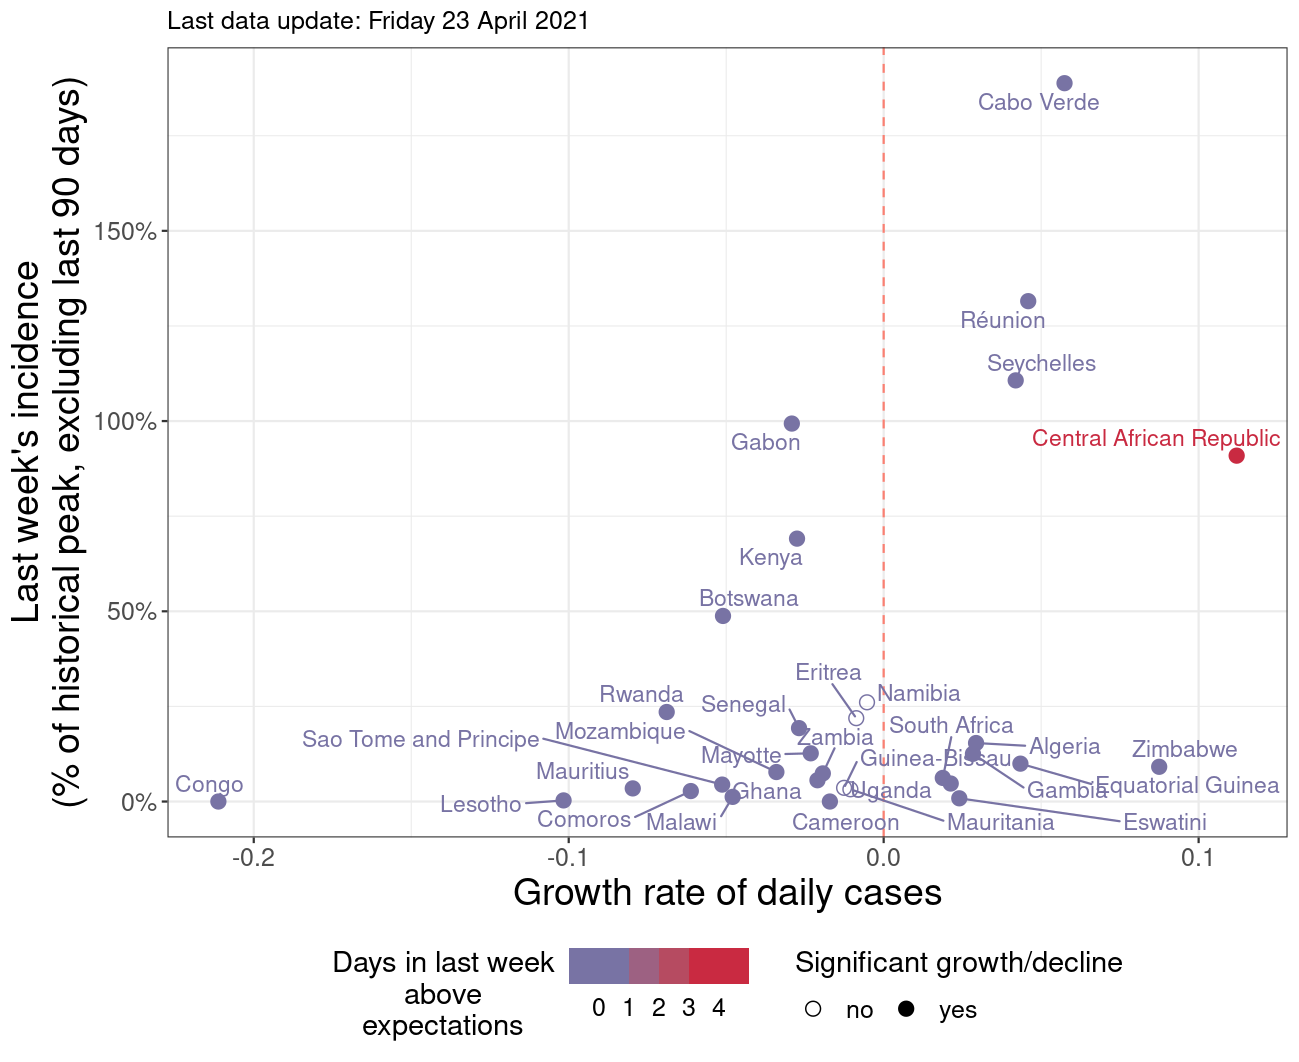 Last data update: Friday 23 April 2021
Last week's incidence
(% of historical peak, excluding last 90 days)
150%
100%
50%
0%
Cabo Verde
Réunion
Seychelles
Gabon
Central African Republic
Kenya
Botswana
Eritrea
Rwanda
Namibia
Senegal
South Africa
Mozambique
Sao Tome and Principe
Zambia
Algeria
Zimbabwe
Mayotte
Guinea-Bissau
Mauritius
Congo
Equatorial Guinea
Gambia
Ghana
Uganda
Lesotho
Comoros
Malawi
Cameroon
Mauritania
Eswatini
-0.2
-0.1
0.0
0.1
Growth rate of daily cases
Days in last week
above
expectations
0 1 2 3 4
Significant growth/decline
no yes